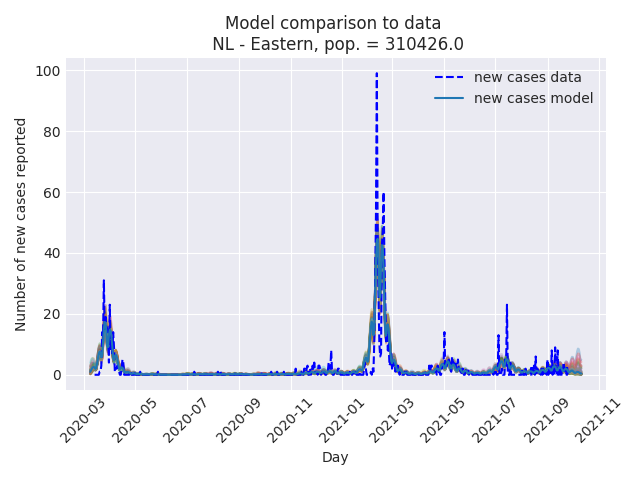 Model comparison to data
NL - Eastern, pop. = 310426.0
new cases data
new cases model
Number of new cases reported
100
80
60
40
20
0
2020-03
2020-05
2020-07
2020-09
2020-11
2021-01
2021-03
2021-05
2021-07
2021-09
2021-11
Day